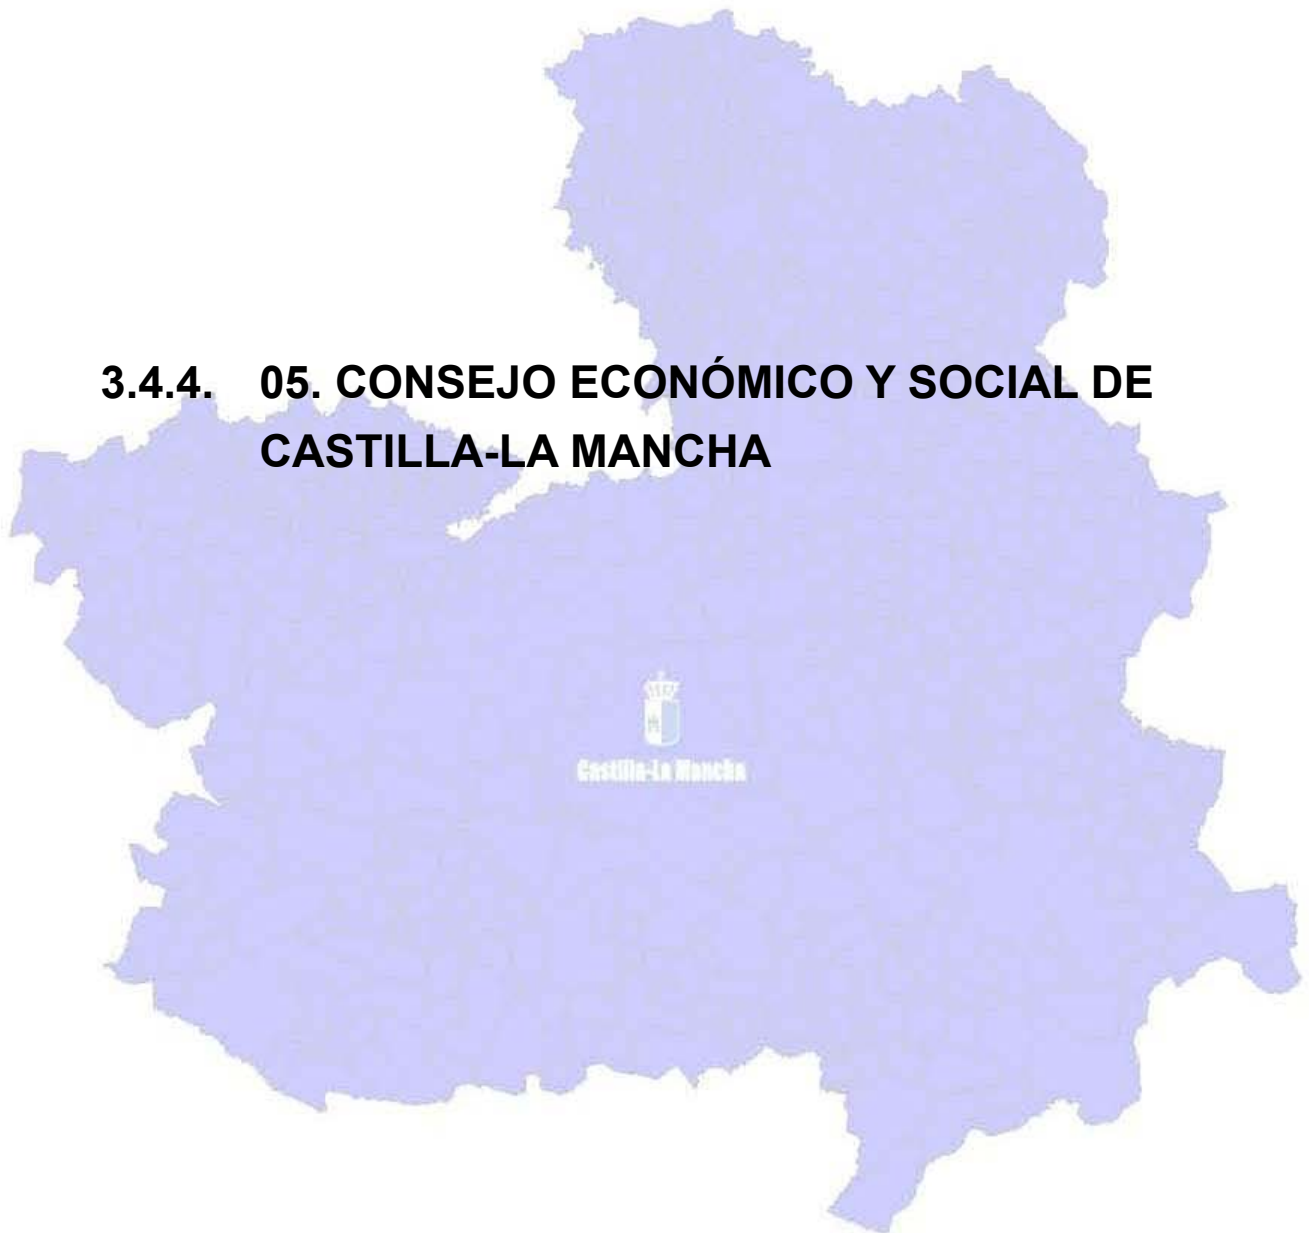 3.4.4. 05. CONSEJO ECONÓMICO Y SOCIAL DE
CASTILLA-LA MANCHA
Castilla-La Mancha